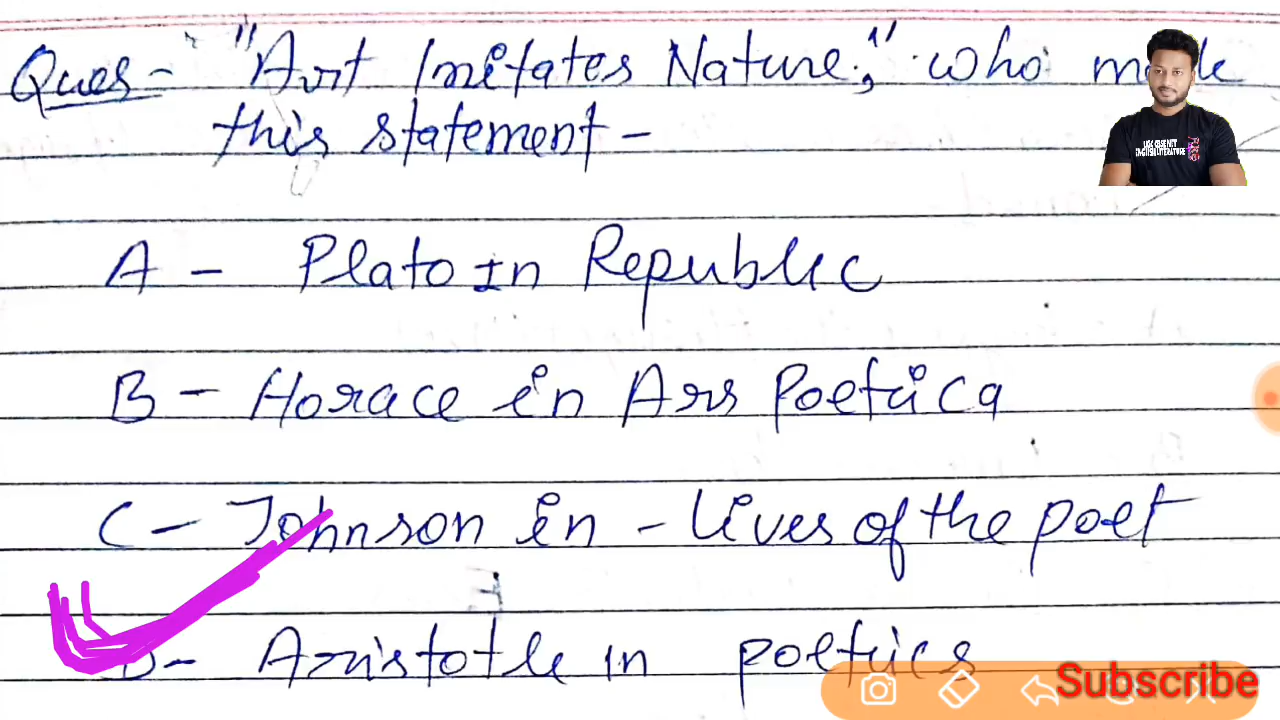 Ques- "Art Imitates Nature," who made
this statement-
A- Plato in Republic
B- Horace in Ars Poetica
C- Johnson in - Lives of the poet
D- Aristotle in poetics
Subscribe